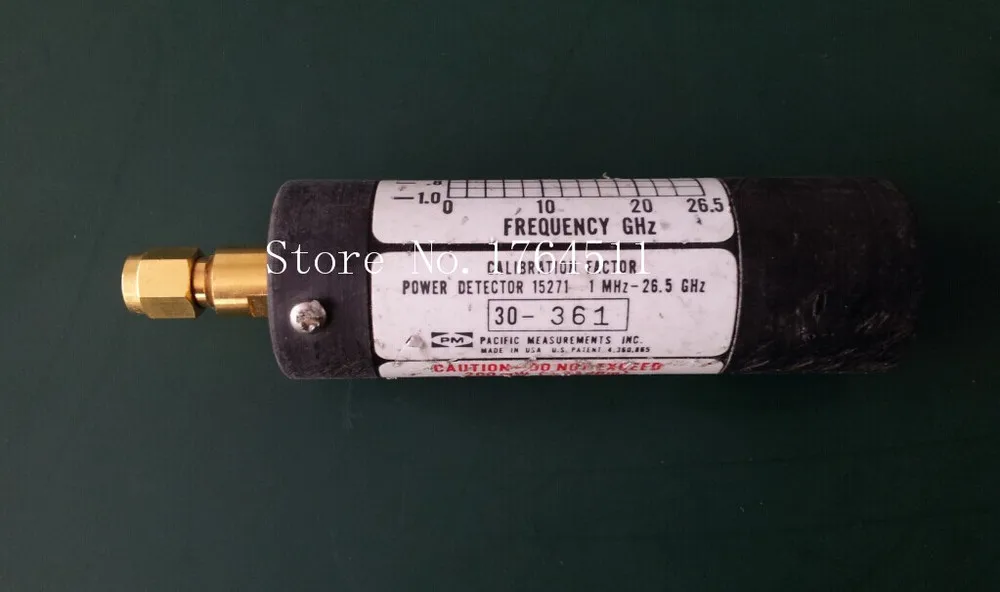 .8
1.0
0 10 20 26.5
FREQUENCY GHz
Store No. 1764511
CALIBRATION FACTOR
POWER DETECTOR 15271 1 MHz-26.5 GHz
30-361
PM PACIFIC MEASUREMENTS INC.
MADE IN USA U.S. PATENT 4,360,865
CAUTION-DO NOT EXCEED